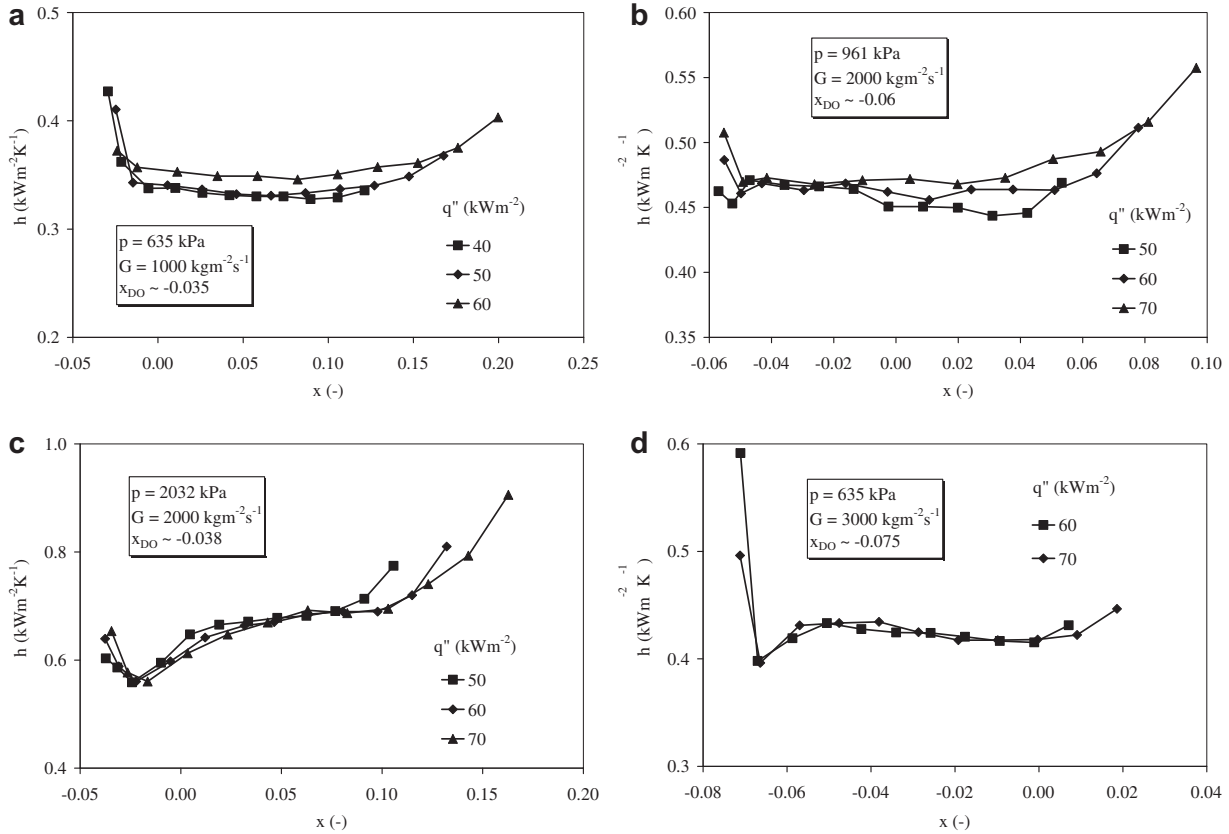 a
0.5
0.4
0.3
0.2
h (kWm-2K-1)
p = 635 kPa
G = 1000 kgm-2s-1
xDO ~ -0.035
q" (kWm-2)
40
50
60
-0.05 0.00 0.05 0.10 0.15 0.20 0.25
x (-)
b
0.60
0.55
0.50
0.45
0.40
0.35
-2 -1
h (kWm K )
p = 961 kPa
G = 2000 kgm-2s-1
xDO ~ -0.06
q" (kWm-2)
50
60
70
-0.06 -0.04 -0.02 0.00 0.02 0.04 0.06 0.08 0.10
x (-)
c
1.0
0.8
0.6
0.4
h (kWm-2K-1)
p = 2032 kPa
G = 2000 kgm-2s-1
xDO ~ -0.038
q" (kWm-2)
50
60
70
-0.05 0.00 0.05 0.10 0.15 0.20
x (-)
d
0.6
0.5
0.4
0.3
-2 -1
h (kWm K )
p = 635 kPa
G = 3000 kgm-2s-1
xDO ~ -0.075
q" (kWm-2)
60
70
-0.08 -0.06 -0.04 -0.02 0.00 0.02 0.04
x (-)